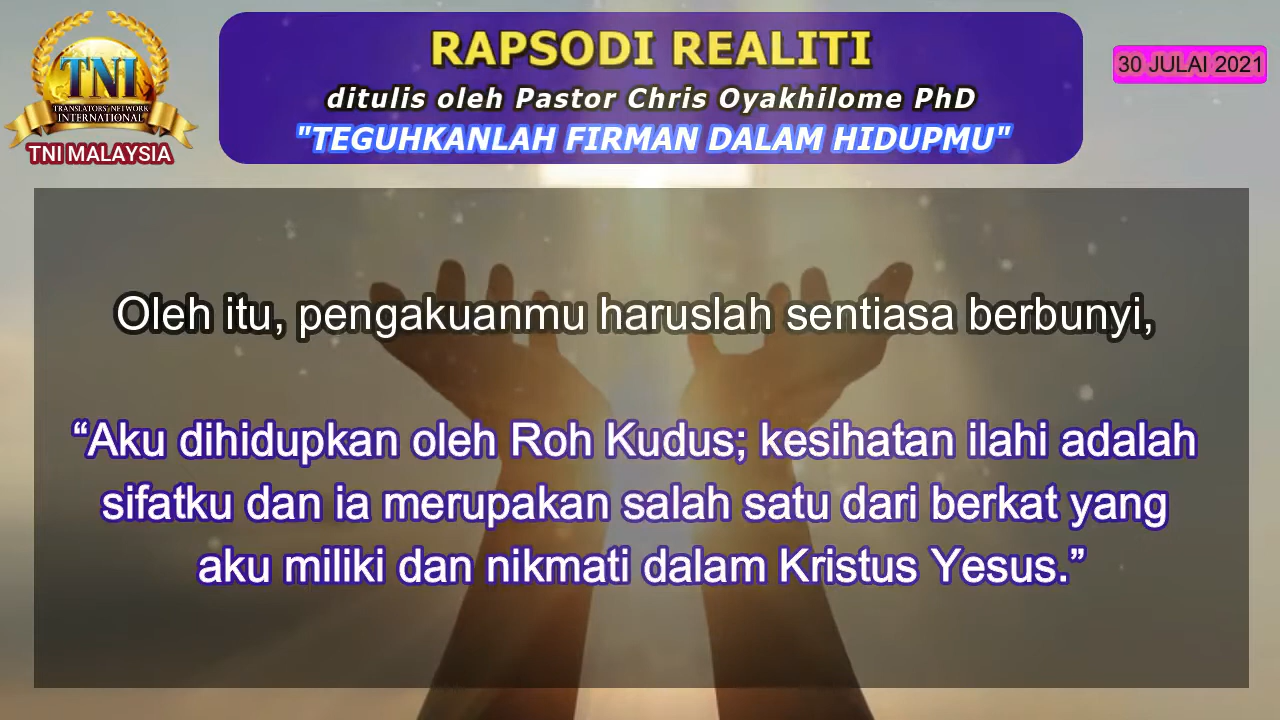 TNI
TRANSLATORS' NETWORK
INTERNATIONAL
TNI MALAYSIA
RAPSODI REALITI
ditulis oleh Pastor Chris Oyakhilome PhD
"TEGUHKANLAH FIRMAN DALAM HIDUPMU"
30 JULAI 2021
Oleh itu, pengakuanmu haruslah sentiasa berbunyi,
“Aku dihidupkan oleh Roh Kudus; kesihatan ilahi adalah
sifatku dan ia merupakan salah satu dari berkat yang
aku miliki dan nikmati dalam Kristus Yesus.”